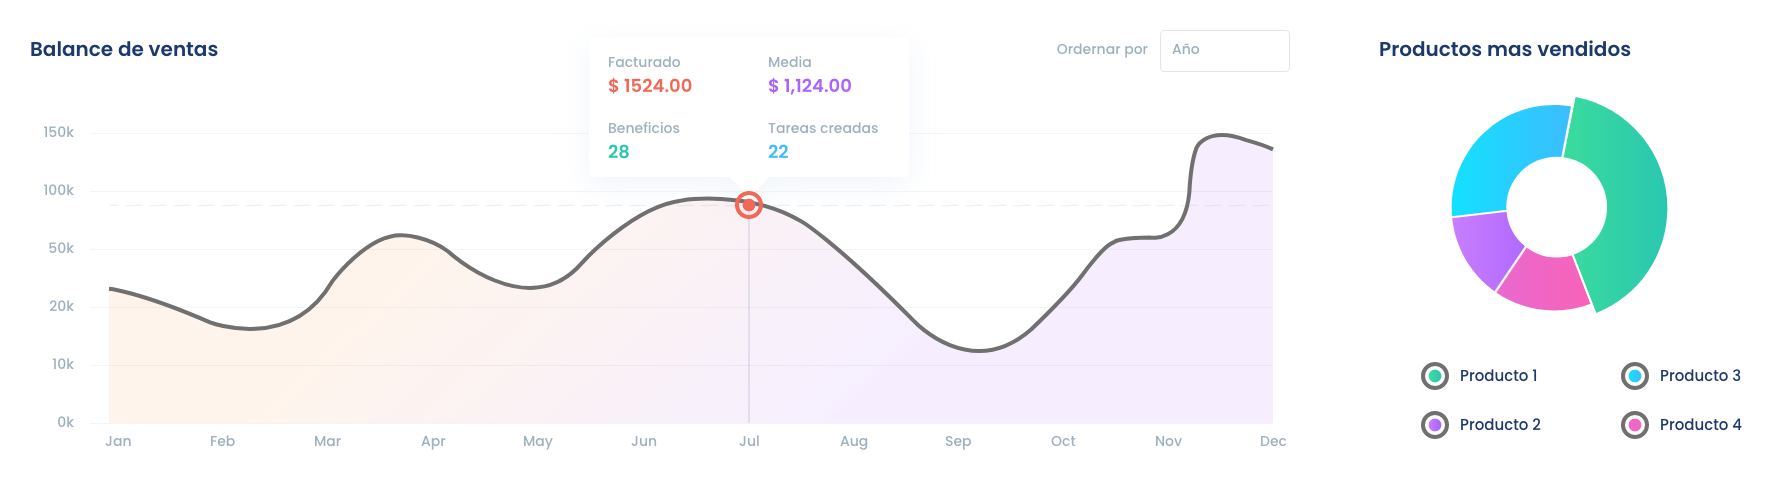 Balance de ventas
Facturado
$ 1524.00
Media
$ 1,124.00
Beneficios
28
Tareas creadas
22
Ordernar por
Año
150k
100k
50k
20k
10k
0k
Jan Feb Mar Apr May Jun Jul Aug Sep Oct Nov Dec
Productos mas vendidos
Producto 1
Producto 3
Producto 2
Producto 4